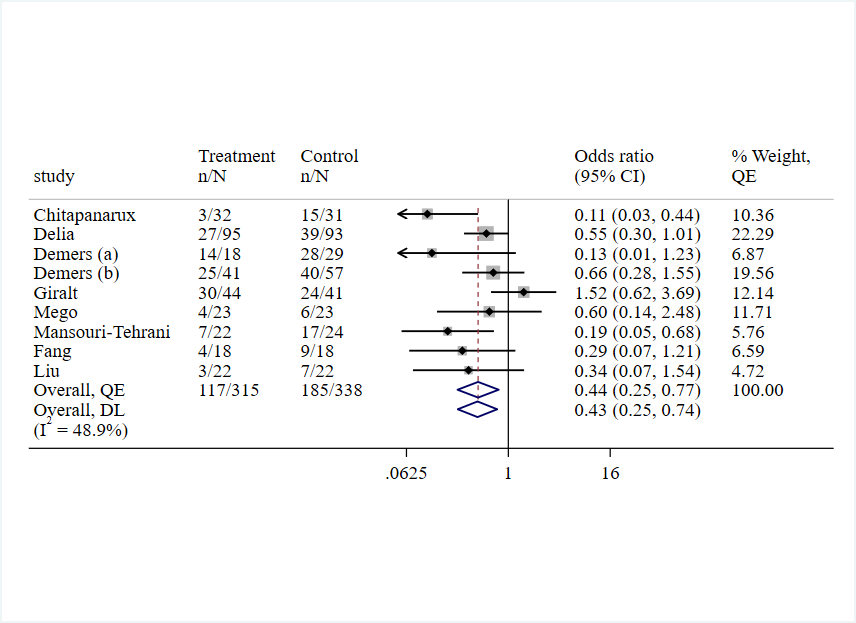 Treatment Control Odds ratio % Weight,
study n/N n/N (95% CI) QE
Chitapanarux 3/32 15/31 0.11 (0.03, 0.44) 10.36
Delia 27/95 39/93 0.55 (0.30, 1.01) 22.29
Demers (a) 14/18 28/29 0.13 (0.01, 1.23) 6.87
Demers (b) 25/41 40/57 0.66 (0.28, 1.55) 19.56
Giralt 30/44 24/41 1.52 (0.62, 3.69) 12.14
Mego 4/23 6/23 0.60 (0.14, 2.48) 11.71
Mansouri-Tehrani 7/22 17/24 0.19 (0.05, 0.68) 5.76
Fang 4/18 9/18 0.29 (0.07, 1.21) 6.59
Liu 3/22 7/22 0.34 (0.07, 1.54) 4.72
Overall, QE 117/315 185/338 0.44 (0.25, 0.77) 100.00
Overall, DL 0.43 (0.25, 0.74)
(I² = 48.9%)
.0625 1 16